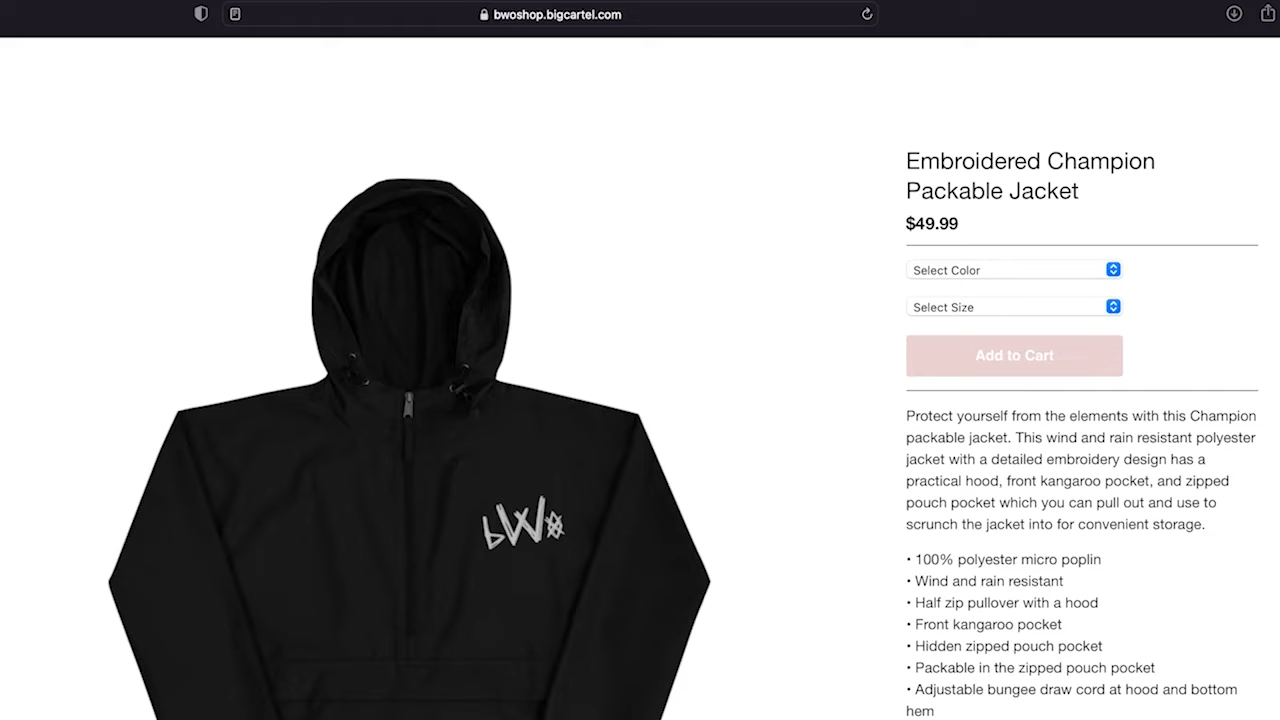 bwoshop.bigcartel.com
Embroidered Champion
Packable Jacket
$49.99
Select Color
Select Size
Add to Cart
Protect yourself from the elements with this Champion
packable jacket. This wind and rain resistant polyester
jacket with a detailed embroidery design has a
practical hood, front kangaroo pocket, and zipped
pouch pocket which you can pull out and use to
scrunch the jacket into for convenient storage.
• 100% polyester micro poplin
• Wind and rain resistant
• Half zip pullover with a hood
• Front kangaroo pocket
• Hidden zipped pouch pocket
• Packable in the zipped pouch pocket
• Adjustable bungee draw cord at hood and bottom
hem
bWo